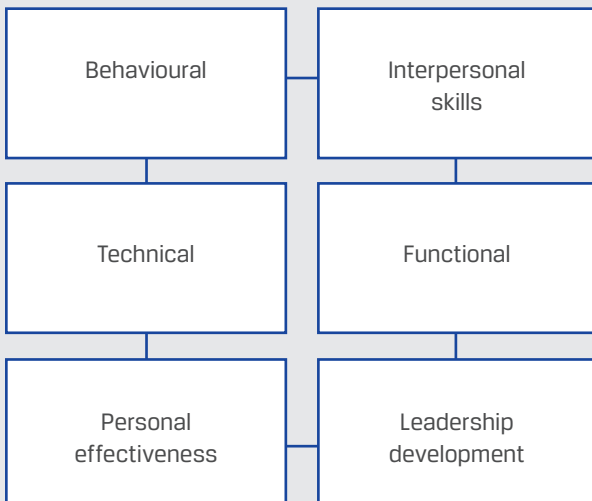 Behavioural
Interpersonal
skills
Technical
Functional
Personal
effectiveness
Leadership
development